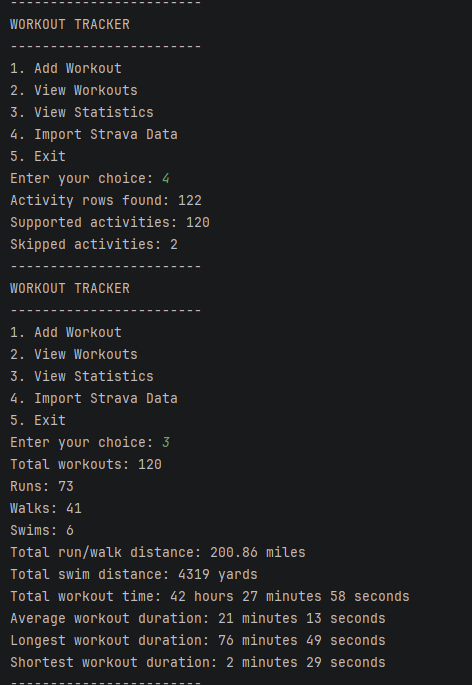 ------------------------
WORKOUT TRACKER
------------------------
1. Add Workout
2. View Workouts
3. View Statistics
4. Import Strava Data
5. Exit
Enter your choice: 4
Activity rows found: 122
Supported activities: 120
Skipped activities: 2
------------------------
WORKOUT TRACKER
------------------------
1. Add Workout
2. View Workouts
3. View Statistics
4. Import Strava Data
5. Exit
Enter your choice: 3
Total workouts: 120
Runs: 73
Walks: 41
Swims: 6
Total run/walk distance: 200.86 miles
Total swim distance: 4319 yards
Total workout time: 42 hours 27 minutes 58 seconds
Average workout duration: 21 minutes 13 seconds
Longest workout duration: 76 minutes 49 seconds
Shortest workout duration: 2 minutes 29 seconds
------------------------